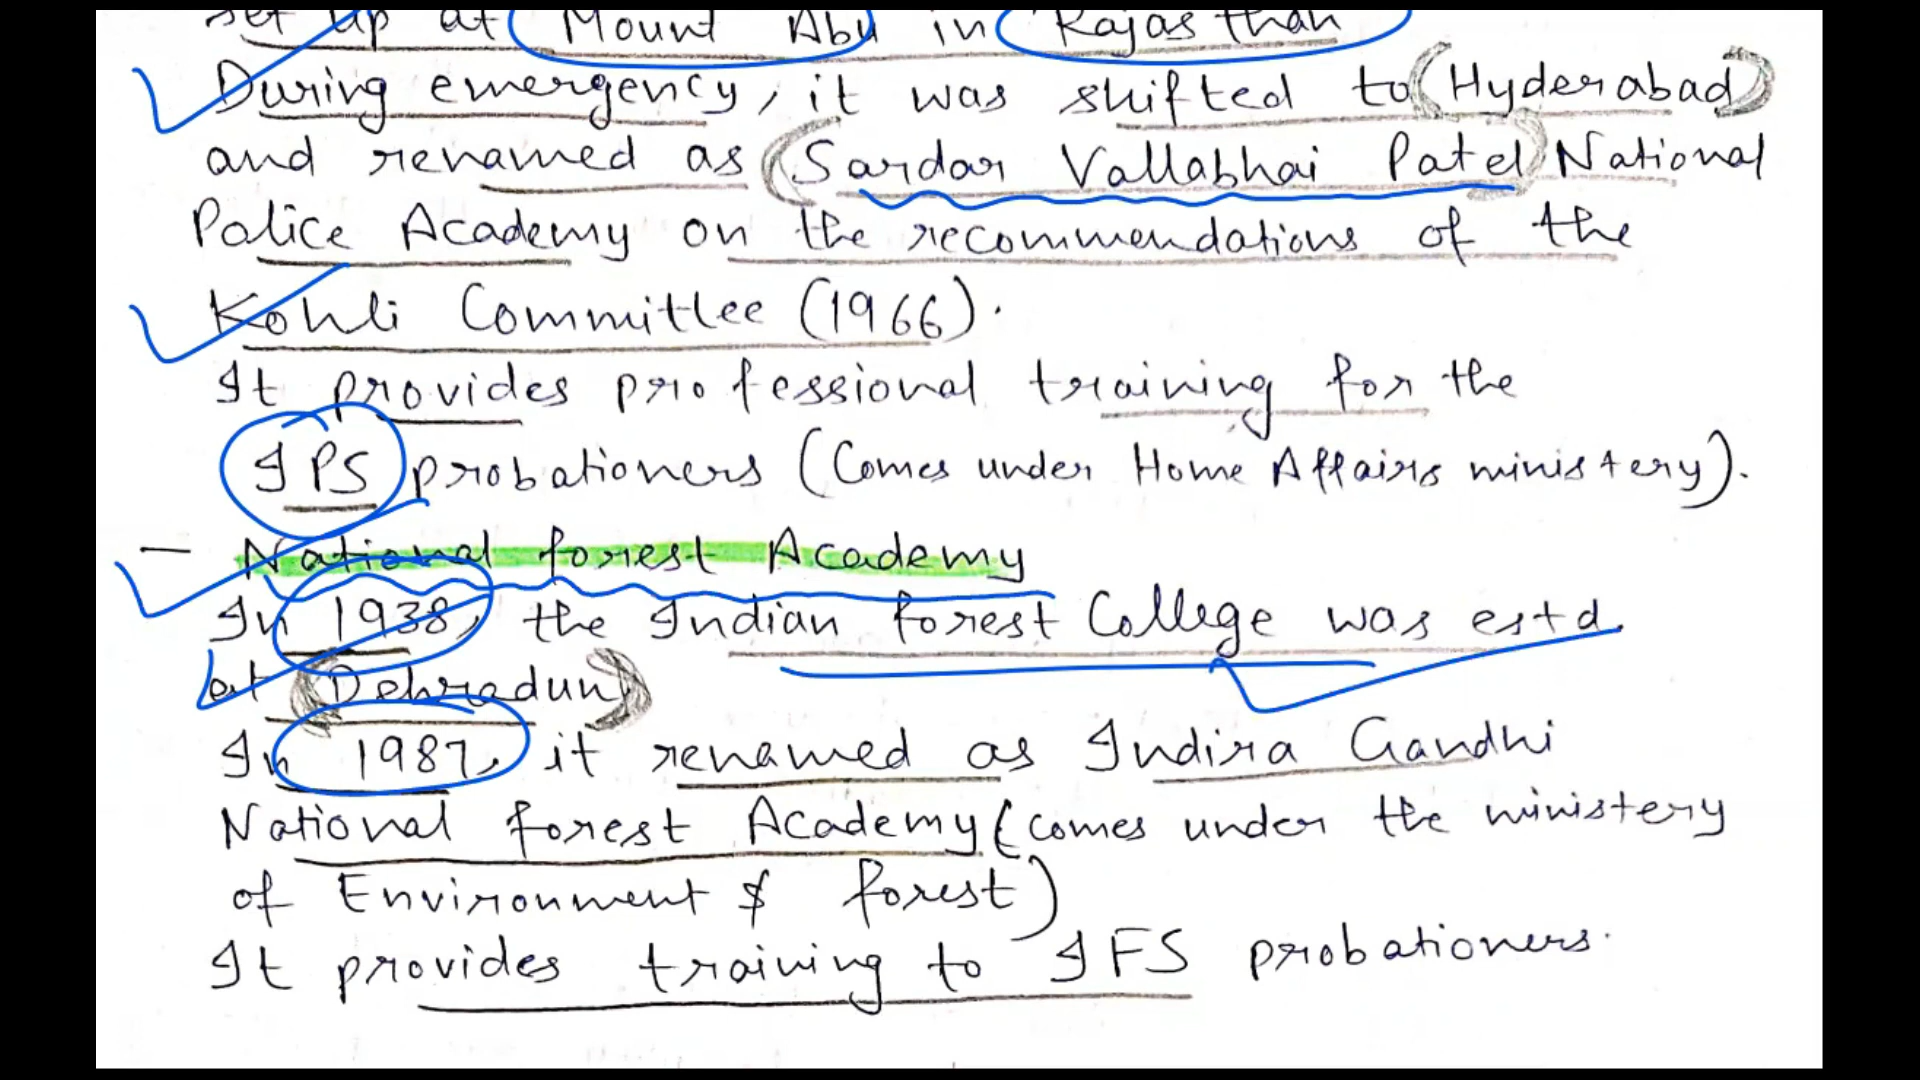 set up at Mount Abu in Rajasthan
During emergency, it was shifted to (Hyderabad)
and renamed as (Sardar Vallabhai Patel) National
Police Academy on the recommendations of the
Kohli Committee (1966).
It provides professional training for the
IPS probationers (Comes under Home Affairs ministery).
- National forest Academy
In 1938, the Indian forest College was estd.
at (Dehradun)
In 1987, it renamed as Indira Gandhi
National forest Academy (comes under the ministery
of Environment & forest)
It provides training to IFS probationers.